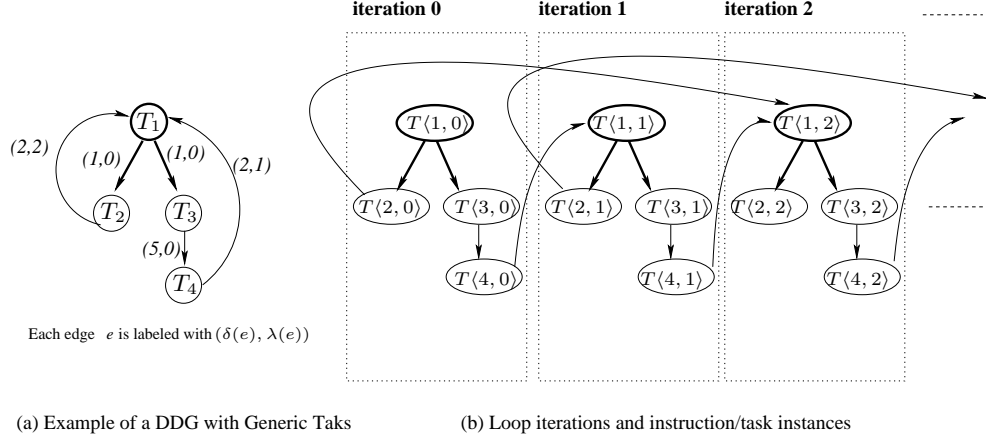 iteration 0
iteration 1
iteration 2
T₁
(2,2)
(1,0)
(1,0)
(2,1)
T₂
T₃
(5,0)
T₄
Each edge e is labeled with (δ(e), λ(e))
T⟨1, 0⟩
T⟨1, 1⟩
T⟨1, 2⟩
T⟨2, 0⟩
T⟨3, 0⟩
T⟨2, 1⟩
T⟨3, 1⟩
T⟨2, 2⟩
T⟨3, 2⟩
T⟨4, 0⟩
T⟨4, 1⟩
T⟨4, 2⟩
(a) Example of a DDG with Generic Taks
(b) Loop iterations and instruction/task instances